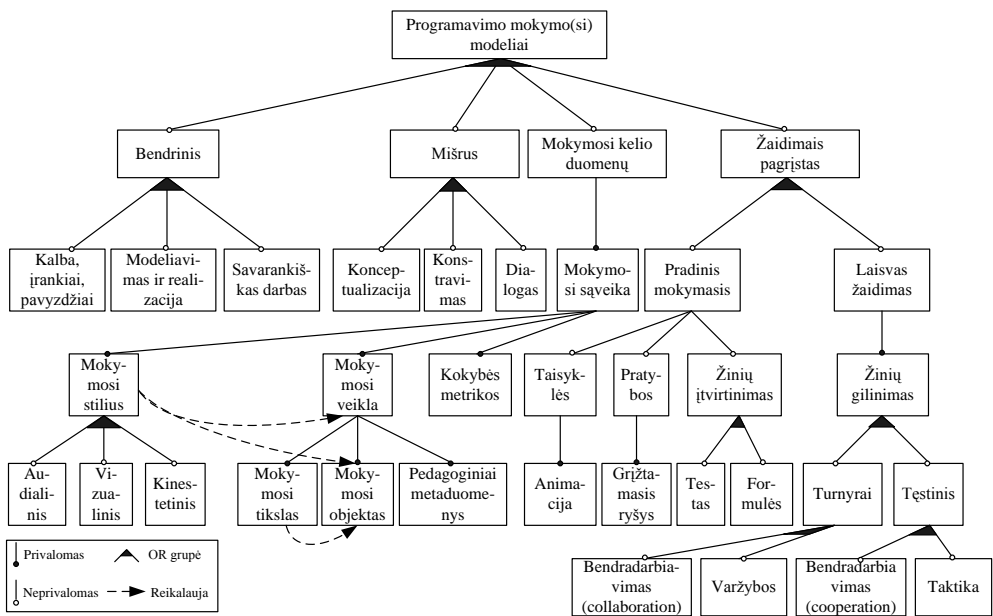 Programavimo mokymo(si)
modeliai
Bendrinis
Mišrus
Mokymosi kelio
duomenų
Žaidimais
pagrįstas
Kalba,
įrankiai,
pavyzdžiai
Modeliavi-
mas ir reali-
zacija
Savarankiš-
kas darbas
Koncep-
tualizacija
Kons-
travi-
mas
Dia-
logas
Mokymo-
si sąveika
Pradinis
mokymasis
Laisvas
žaidimas
Moky-
mosi
stilius
Moky-
mosi
veikla
Kokybės
metrikos
Taisyk-
lės
Praty-
bos
Žinių
įtvirtinimas
Žinių
gilinimas
Au-
diali-
nis
Vi-
zua-
linis
Kines-
tetinis
Moky-
mosi
tikslas
Moky-
mosi
objektas
Pedagoginiai
metaduome-
nys
Anima-
cija
Grįžta-
masis
ryšys
Tes-
tas
For-
mulės
Turnyrai
Tęstinis
Bendradarbia-
vimas
(collaboration)
Varžybos
Bendradarbia
vimas
(cooperation)
Taktika
Privalomas
OR grupė
Neprivalomas
Reikalauja